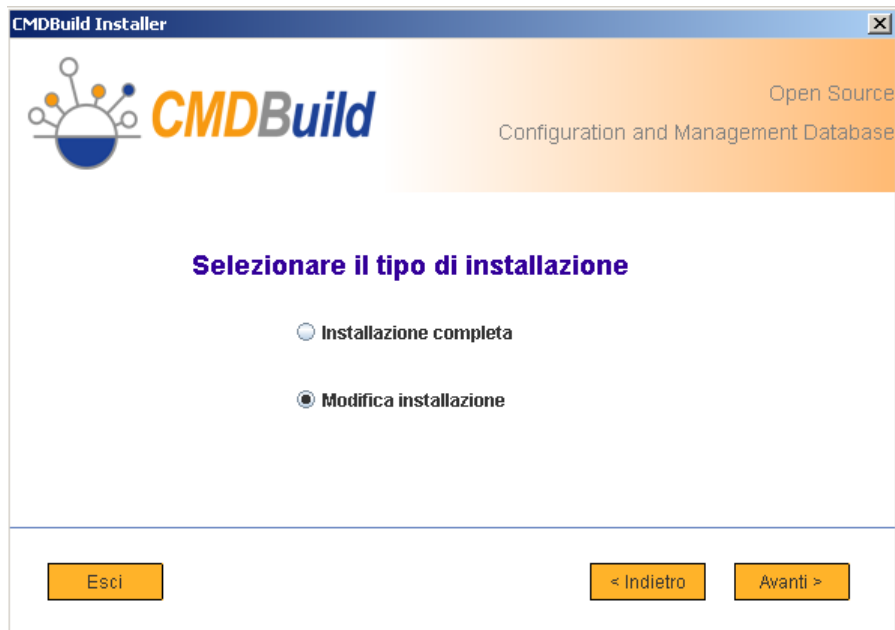 CMDBuild Installer
CMDBuild
Open Source
Configuration and Management Database
Selezionare il tipo di installazione
Installazione completa
Modifica installazione
Esci
< Indietro
Avanti >